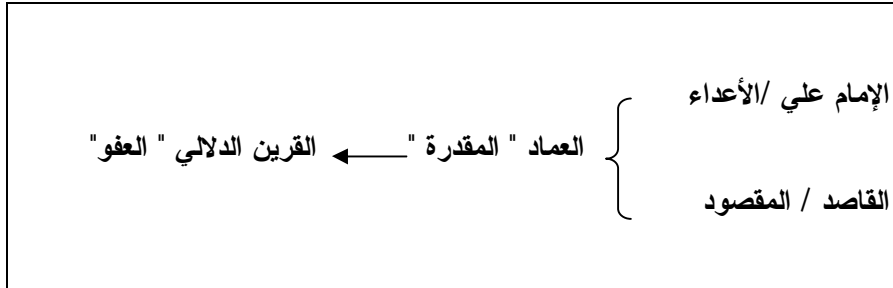 الإمام علي /الأعداء
العماد " المقدرة " القرين الدلالي " العفو"
القاصد / المقصود